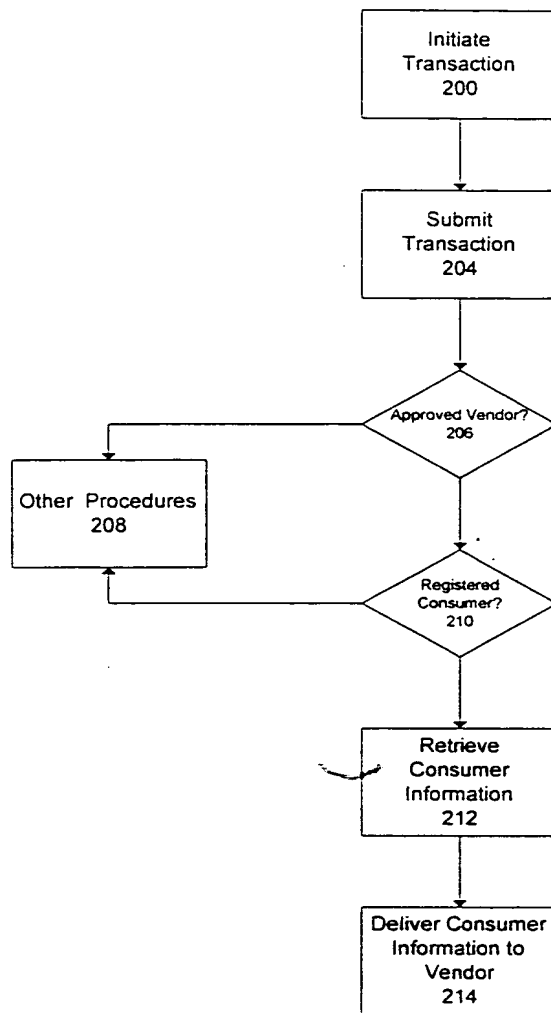 Initiate
Transaction
200
Submit
Transaction
204
Approved Vendor?
206
Other Procedures
208
Registered
Consumer?
210
Retrieve
Consumer
Information
212
Deliver Consumer
Information to
Vendor
214